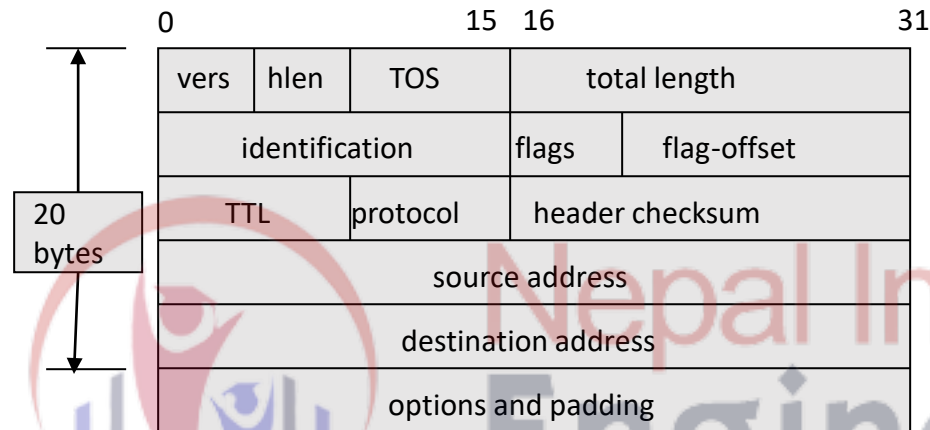 0 15 16 31
vers hlen TOS total length
identification flags flag-offset
20 TTL protocol header checksum
bytes
source address
destination address
options and padding
Nepal In
Engine